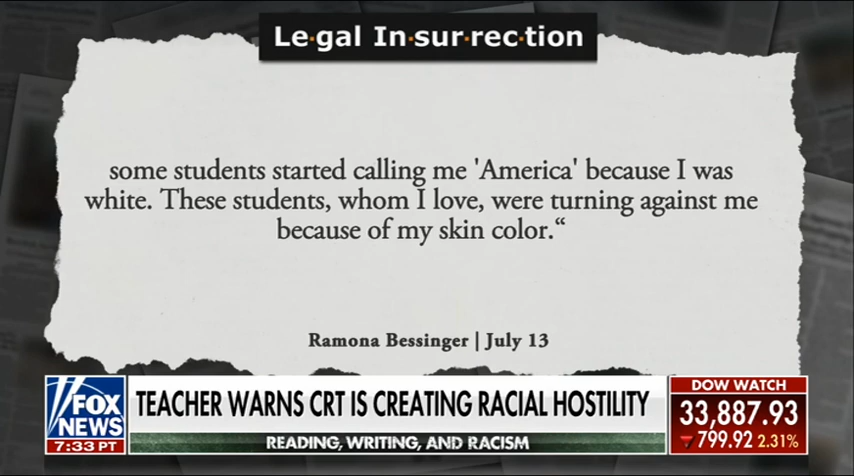 Le·gal In·sur·rec·tion
some students started calling me 'America' because I was
white. These students, whom I love, were turning against me
because of my skin color.“
Ramona Bessinger | July 13
FOX
NEWS
7:33 PT
TEACHER WARNS CRT IS CREATING RACIAL HOSTILITY
READING, WRITING, AND RACISM
DOW WATCH
33,887.93
▼799.92 2.31%